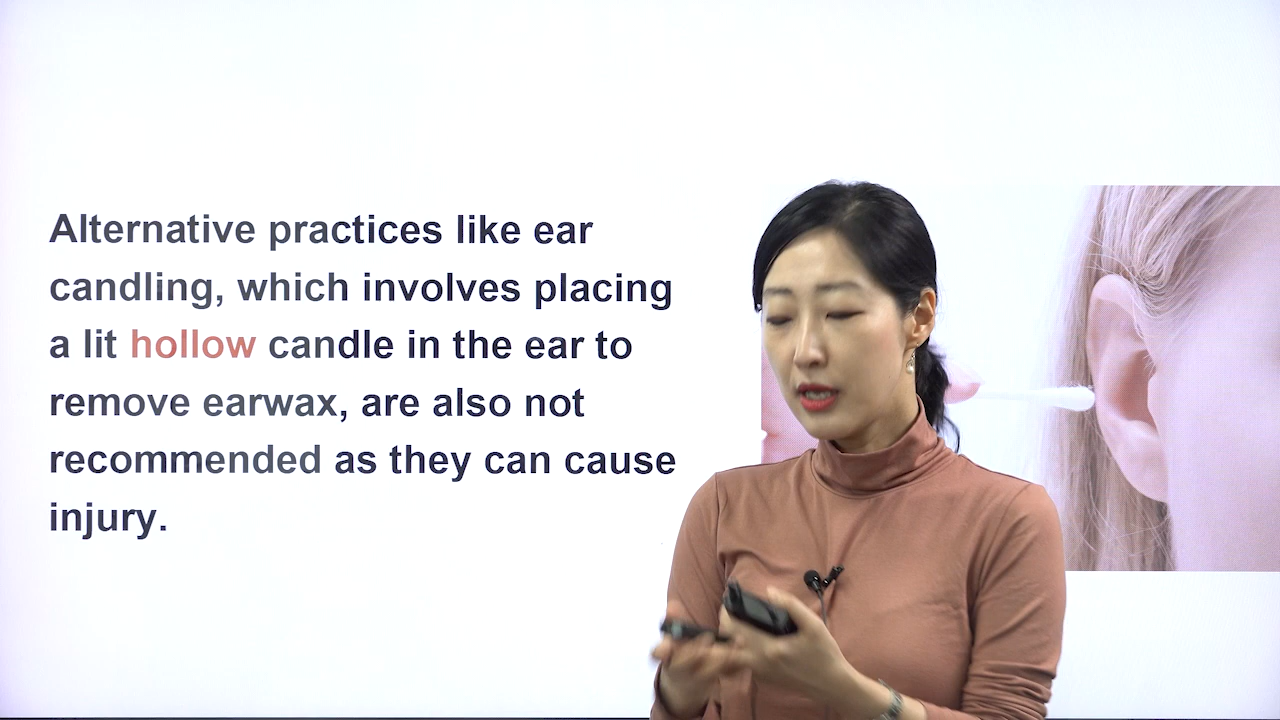 Alternative practices like ear
candling, which involves placing
a lit hollow candle in the ear to
remove earwax, are also not
recommended as they can cause
injury.